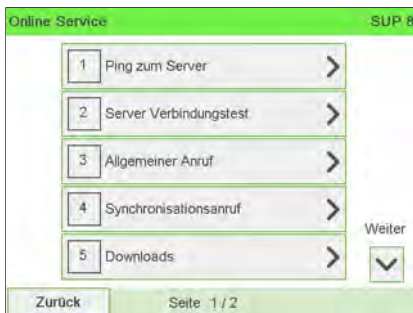 Online Service SUP 8
1 Ping zum Server
2 Server Verbindungstest
3 Allgemeiner Anruf
4 Synchronisationsanruf
Weiter
5 Downloads
Zurück Seite 1 / 2